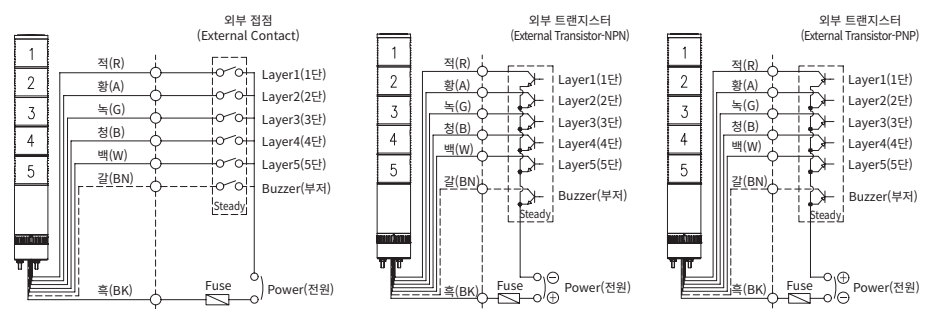 외부 접점
(External Contact)
1
2
3
4
5
적(R)
황(A)
녹(G)
청(B)
백(W)
갈(BN)
흑(BK)
Layer1(1단)
Layer2(2단)
Layer3(3단)
Layer4(4단)
Layer5(5단)
Buzzer(부저)
Steady
Fuse
Power(전원)
외부 트랜지스터
(External Transistor-NPN)
1
2
3
4
5
적(R)
황(A)
녹(G)
청(B)
백(W)
갈(BN)
흑(BK)
Layer1(1단)
Layer2(2단)
Layer3(3단)
Layer4(4단)
Layer5(5단)
Buzzer(부저)
Steady
Fuse
⊖
⊕
Power(전원)
외부 트랜지스터
(External Transistor-PNP)
1
2
3
4
5
적(R)
황(A)
녹(G)
청(B)
백(W)
갈(BN)
흑(BK)
Layer1(1단)
Layer2(2단)
Layer3(3단)
Layer4(4단)
Layer5(5단)
Buzzer(부저)
Steady
Fuse
⊕
⊖
Power(전원)